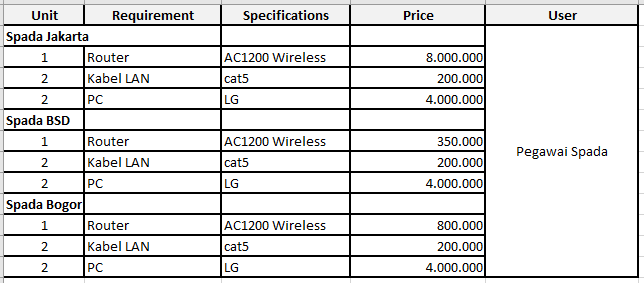 Unit Requirement Specifications Price User
Spada Jakarta
1 Router AC1200 Wireless 8.000.000
2 Kabel LAN cat5 200.000
2 PC LG 4.000.000
Spada BSD
1 Router AC1200 Wireless 350.000
2 Kabel LAN cat5 200.000
2 PC LG 4.000.000
Spada Bogor
1 Router AC1200 Wireless 800.000
2 Kabel LAN cat5 200.000
2 PC LG 4.000.000
Pegawai Spada